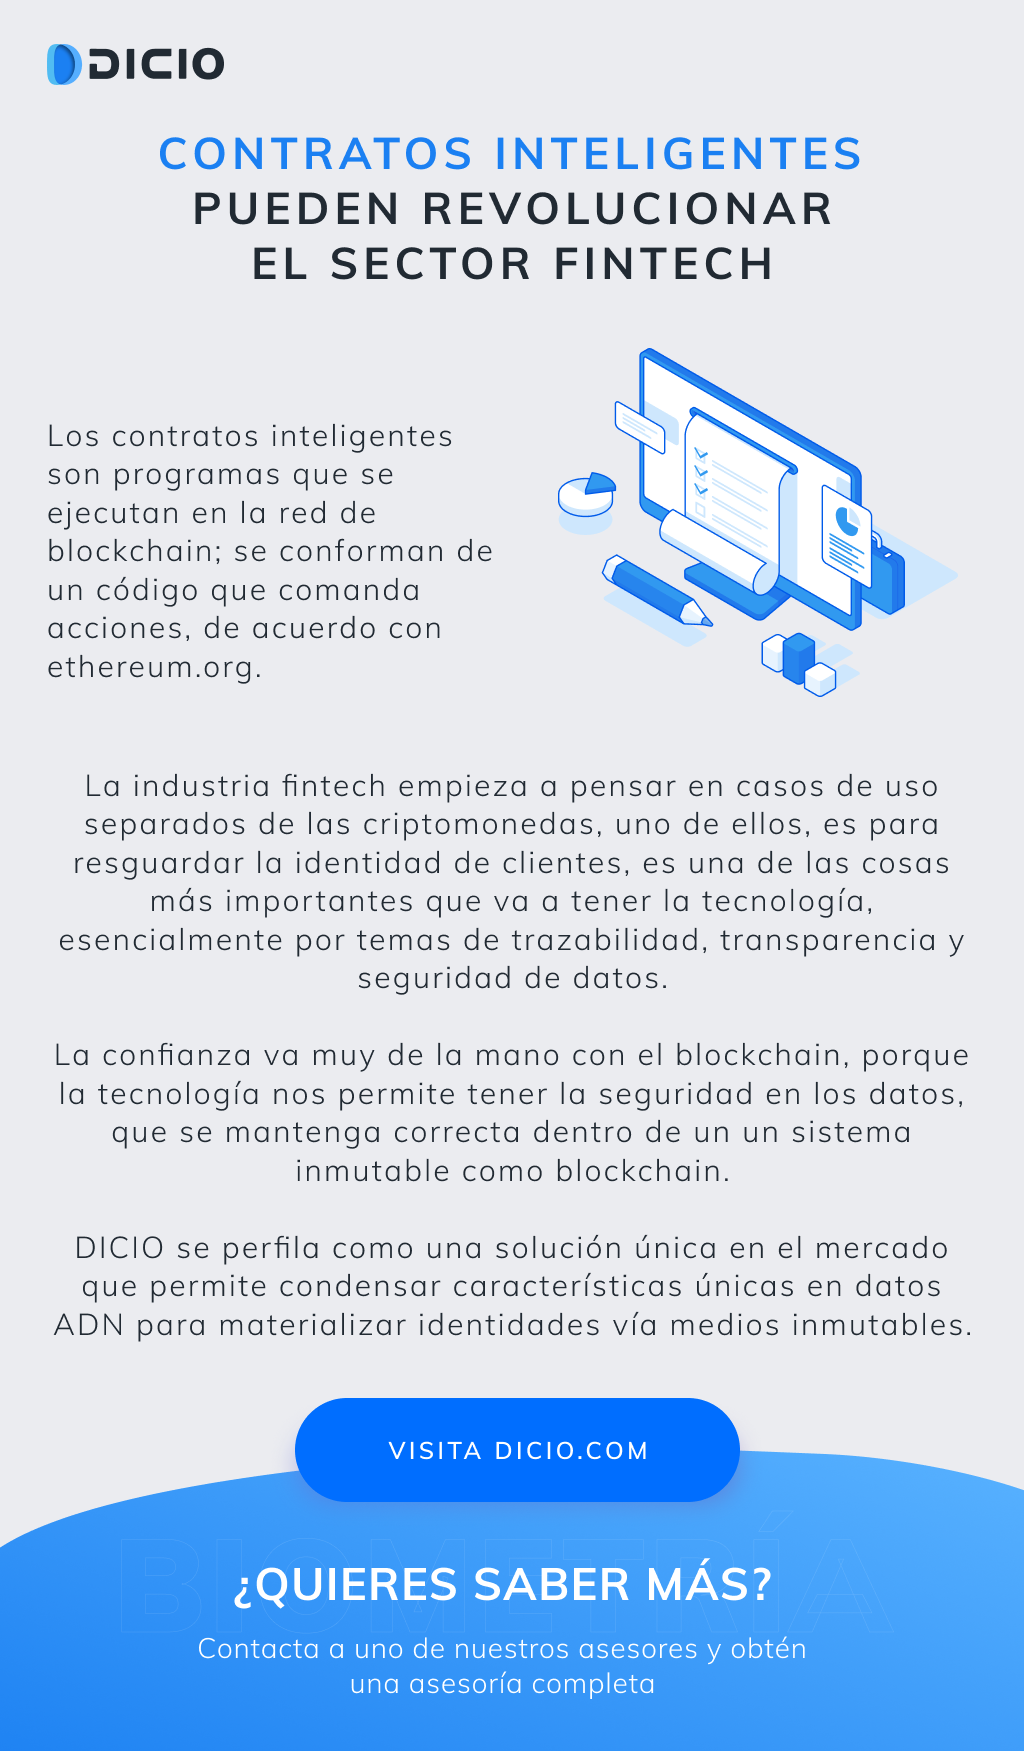 DICIO
CONTRATOS INTELIGENTES
PUEDEN REVOLUCIONAR
EL SECTOR FINTECH
Los contratos inteligentes
son programas que se
ejecutan en la red de
blockchain; se conforman de
un código que comanda
acciones, de acuerdo con
ethereum.org.
La industria fintech empieza a pensar en casos de uso
separados de las criptomonedas, uno de ellos, es para
resguardar la identidad de clientes, es una de las cosas
más importantes que va a tener la tecnología,
esencialmente por temas de trazabilidad, transparencia y
seguridad de datos.
La confianza va muy de la mano con el blockchain, porque
la tecnología nos permite tener la seguridad en los datos,
que se mantenga correcta dentro de un un sistema
inmutable como blockchain.
DICIO se perfila como una solución única en el mercado
que permite condensar características únicas en datos
ADN para materializar identidades vía medios inmutables.
VISITA DICIO.COM
BIOMETRÍA
¿QUIERES SABER MÁS?
Contacta a uno de nuestros asesores y obtén
una asesoría completa